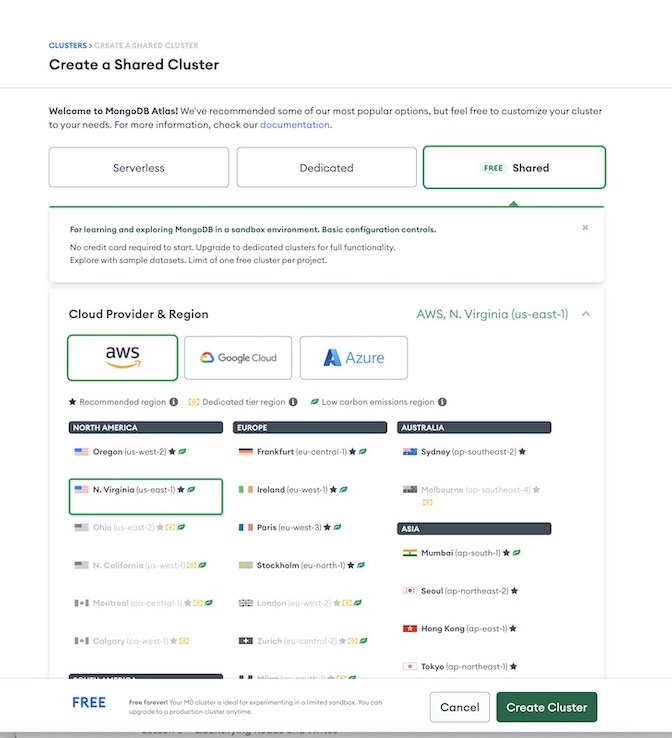 CLUSTERS > CREATE A SHARED CLUSTER
Create a Shared Cluster
Welcome to MongoDB Atlas! We've recommended some of our most popular options, but feel free to customize your cluster
to your needs. For more information, check our documentation.
Serverless
Dedicated
FREE Shared
For learning and exploring MongoDB in a sandbox environment. Basic configuration controls.
No credit card required to start. Upgrade to dedicated clusters for full functionality.
Explore with sample datasets. Limit of one free cluster per project.
Cloud Provider & Region
AWS, N. Virginia (us-east-1)
aws
Google Cloud
Azure
Recommended region
Dedicated tier region
Low carbon emissions region
NORTH AMERICA
Oregon (us-west-2)
N. Virginia (us-east-1)
Ohio (us-east-2)
N. California (us-west-1)
Montreal (ca-central-1)
Calgary (ca-west-1)
SOUTH AMERICA
EUROPE
Frankfurt (eu-central-1)
Ireland (eu-west-1)
Paris (eu-west-3)
Stockholm (eu-north-1)
London (eu-west-2)
Zurich (eu-central-2)
Milan (eu-south-1)
AUSTRALIA
Sydney (ap-southeast-2)
Melbourne (ap-southeast-4)
ASIA
Mumbai (ap-south-1)
Seoul (ap-northeast-2)
Hong Kong (ap-east-1)
Tokyo (ap-northeast-1)
FREE
Free forever! Your M0 cluster is ideal for experimenting in a limited sandbox. You can
upgrade to a production cluster anytime.
Cancel
Create Cluster